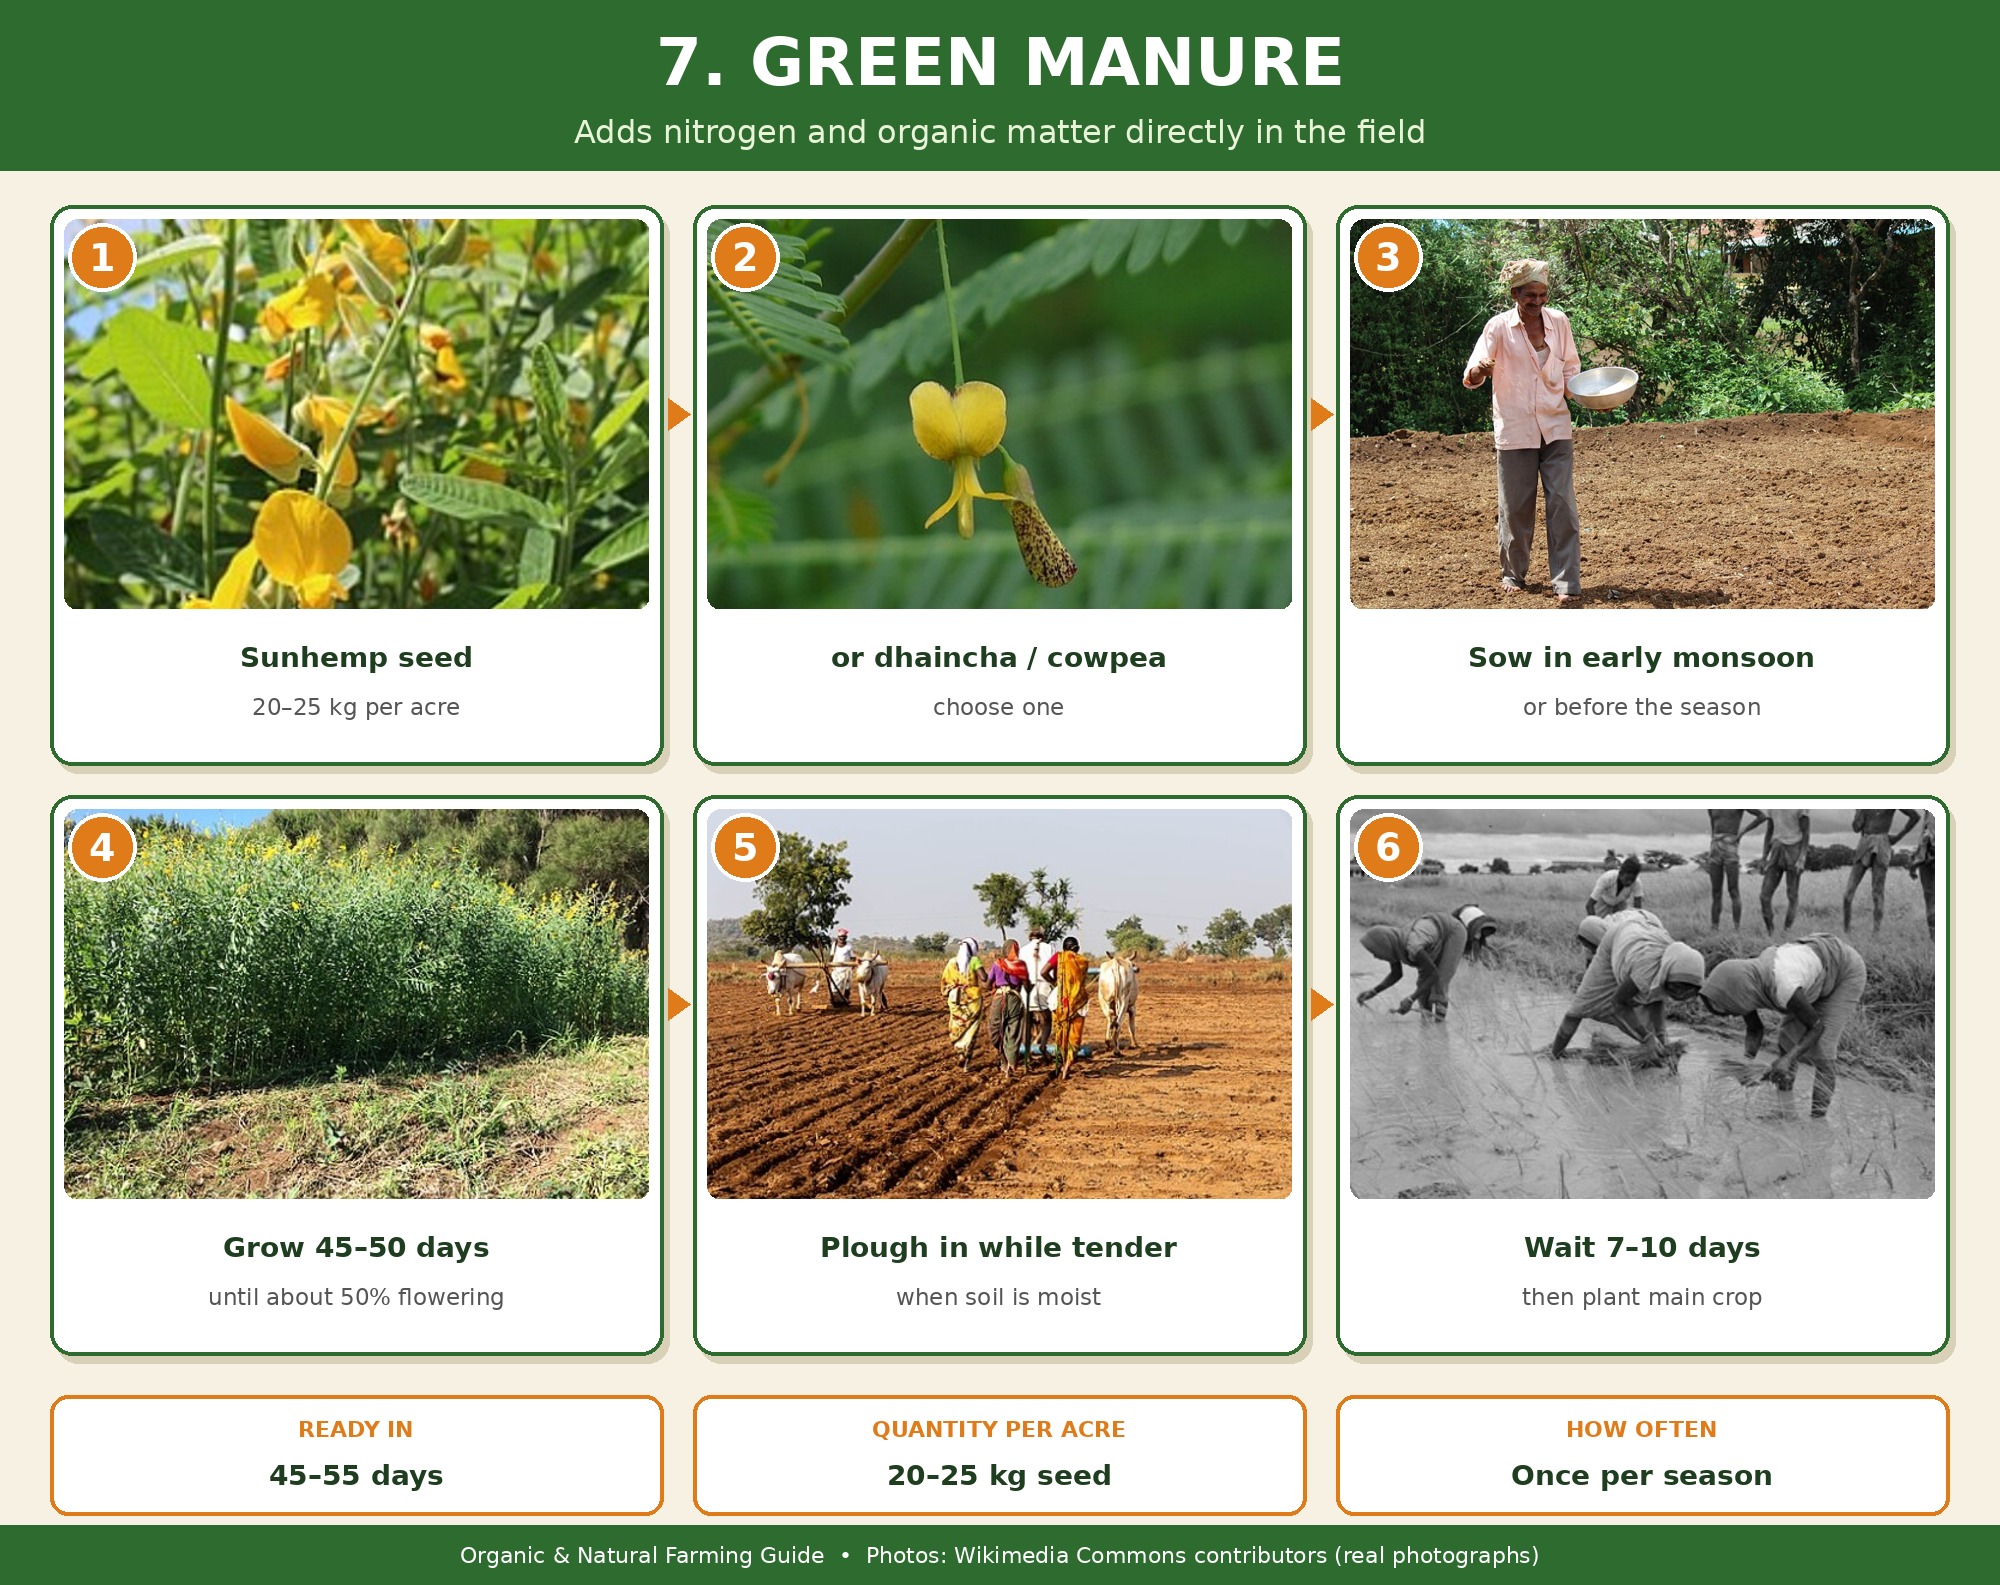 7. GREEN MANURE
Adds nitrogen and organic matter directly in the field
1
Sunhemp seed
20–25 kg per acre
2
or dhaincha / cowpea
choose one
3
Sow in early monsoon
or before the season
4
Grow 45–50 days
until about 50% flowering
5
Plough in while tender
when soil is moist
6
Wait 7–10 days
then plant main crop
READY IN
45–55 days
QUANTITY PER ACRE
20–25 kg seed
HOW OFTEN
Once per season
Organic & Natural Farming Guide • Photos: Wikimedia Commons contributors (real photographs)